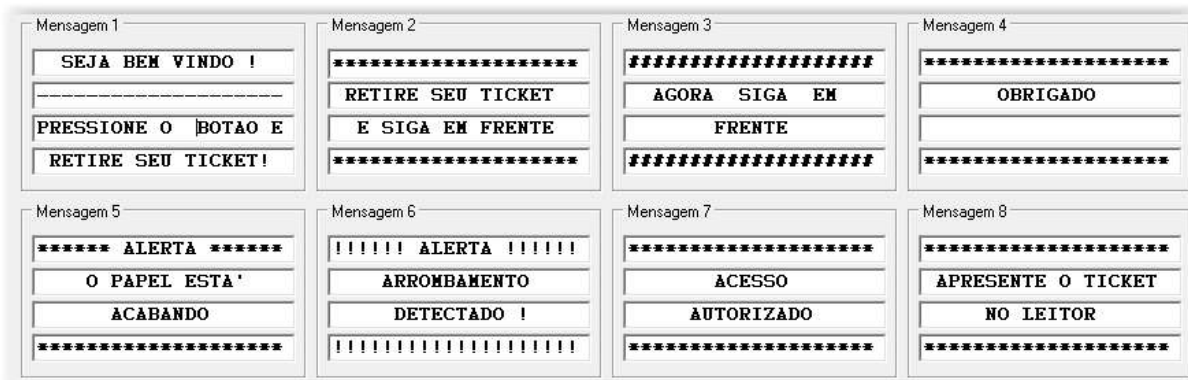 Mensagem 1
SEJA BEM VINDO !
--------------------
PRESSIONE O  BOTAO E
RETIRE SEU TICKET!
Mensagem 2
********************
RETIRE SEU TICKET
E SIGA EM FRENTE
********************
Mensagem 3
####################
AGORA  SIGA  EM
FRENTE
####################
Mensagem 4
********************
OBRIGADO
********************
Mensagem 5
****** ALERTA ******
O PAPEL ESTA'
ACABANDO
********************
Mensagem 6
!!!!!! ALERTA !!!!!!
ARROMBAMENTO
DETECTADO !
!!!!!!!!!!!!!!!!!!!!
Mensagem 7
********************
ACESSO
AUTORIZADO
********************
Mensagem 8
********************
APRESENTE O TICKET
NO LEITOR
********************